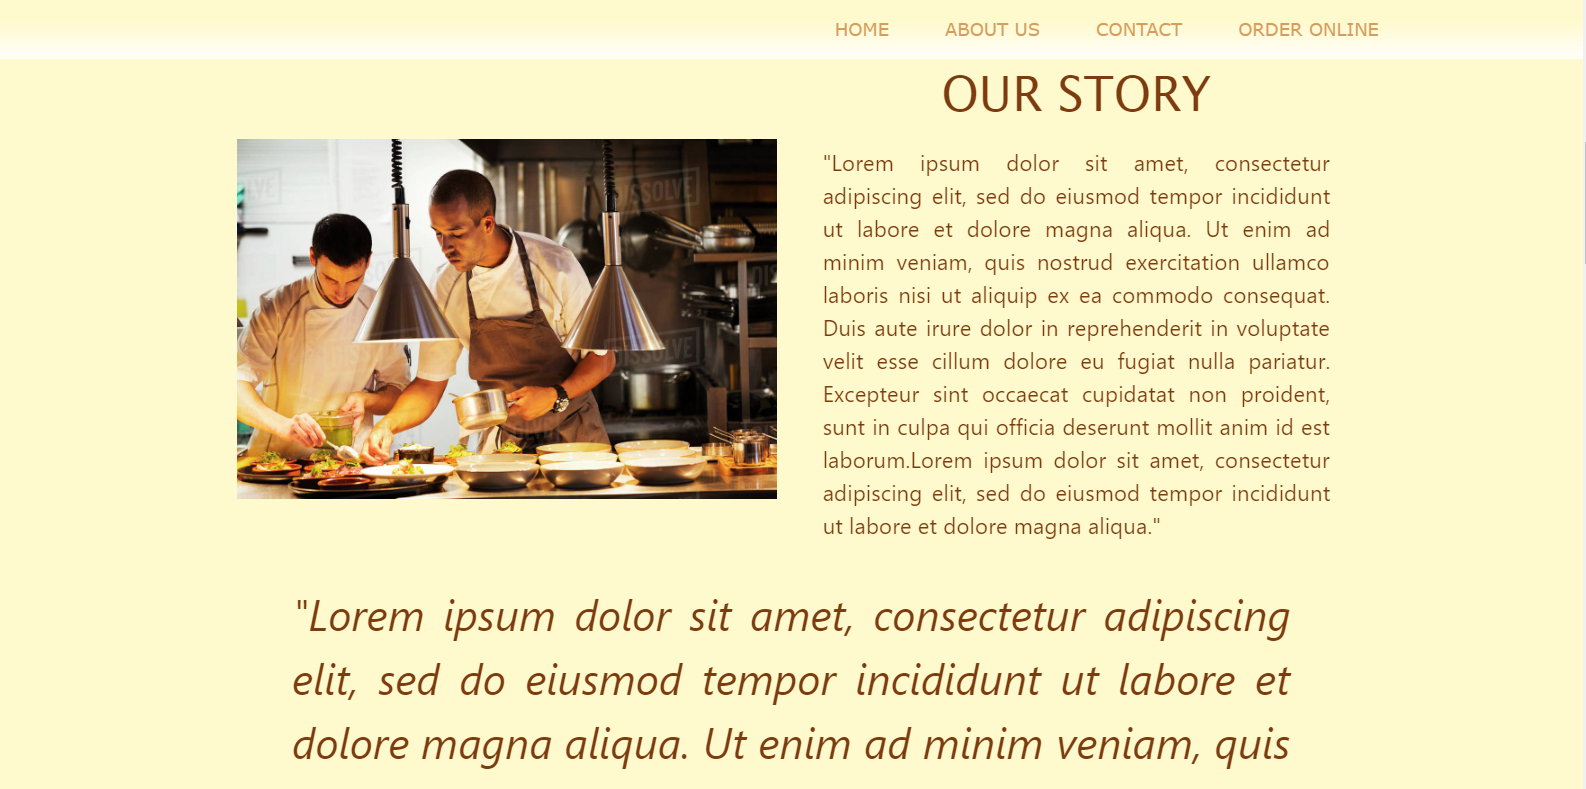 HOME ABOUT US CONTACT ORDER ONLINE
OUR STORY
"Lorem ipsum dolor sit amet, consectetur
adipiscing elit, sed do eiusmod tempor incididunt
ut labore et dolore magna aliqua. Ut enim ad
minim veniam, quis nostrud exercitation ullamco
laboris nisi ut aliquip ex ea commodo consequat.
Duis aute irure dolor in reprehenderit in voluptate
velit esse cillum dolore eu fugiat nulla pariatur.
Excepteur sint occaecat cupidatat non proident,
sunt in culpa qui officia deserunt mollit anim id est
laborum.Lorem ipsum dolor sit amet, consectetur
adipiscing elit, sed do eiusmod tempor incididunt
ut labore et dolore magna aliqua."
DISSOLVE
"Lorem ipsum dolor sit amet, consectetur adipiscing
elit, sed do eiusmod tempor incididunt ut labore et
dolore magna aliqua. Ut enim ad minim veniam, quis